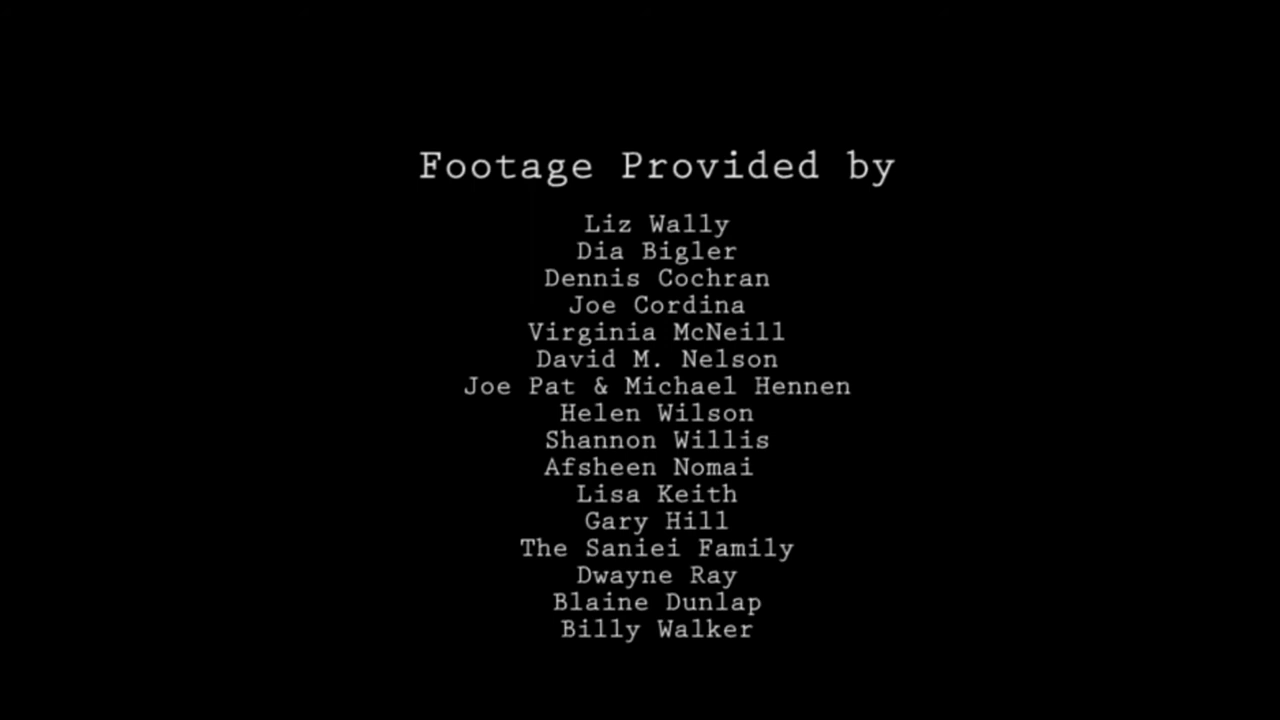 Footage Provided by
Liz Wally
Dia Bigler
Dennis Cochran
Joe Cordina
Virginia McNeill
David M. Nelson
Joe Pat & Michael Hennen
Helen Wilson
Shannon Willis
Afsheen Nomai
Lisa Keith
Gary Hill
The Saniei Family
Dwayne Ray
Blaine Dunlap
Billy Walker